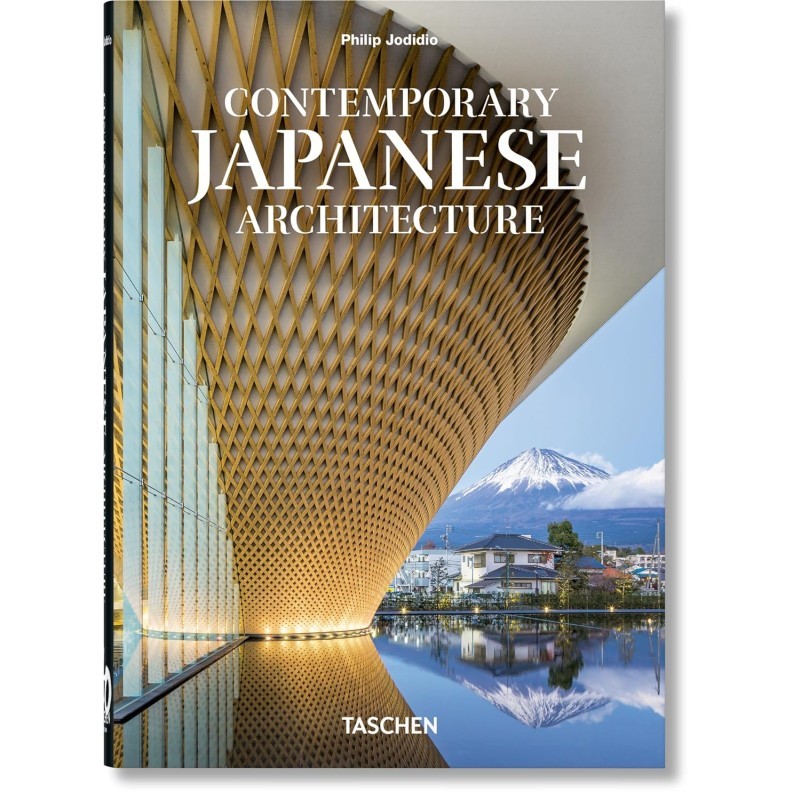 Philip Jodidio
CONTEMPORARY
JAPANESE
ARCHITECTURE
TASCHEN